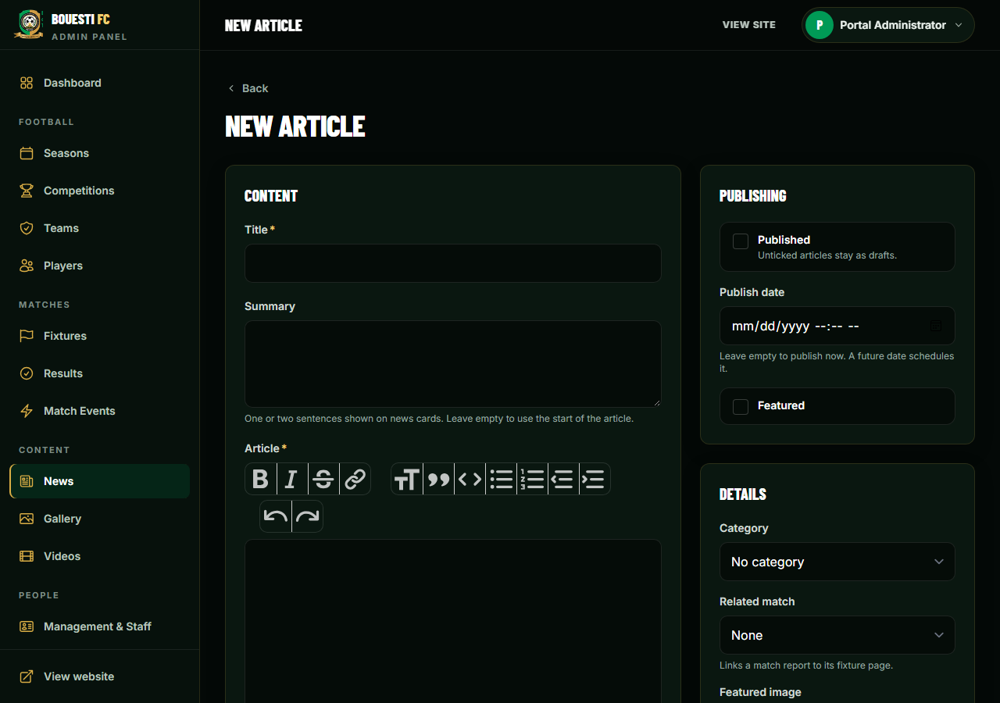 BOUESTI FC
ADMIN PANEL
Dashboard
FOOTBALL
Seasons
Competitions
Teams
Players
MATCHES
Fixtures
Results
Match Events
CONTENT
News
Gallery
Videos
PEOPLE
Management & Staff
View website
NEW ARTICLE
VIEW SITE
P
Portal Administrator
Back
NEW ARTICLE
CONTENT
Title *
Summary
One or two sentences shown on news cards. Leave empty to use the start of the article.
Article *
PUBLISHING
Published
Unticked articles stay as drafts.
Publish date
mm/dd/yyyy --:-- --
Leave empty to publish now. A future date schedules
it.
Featured
DETAILS
Category
No category
Related match
None
Links a match report to its fixture page.
Featured image